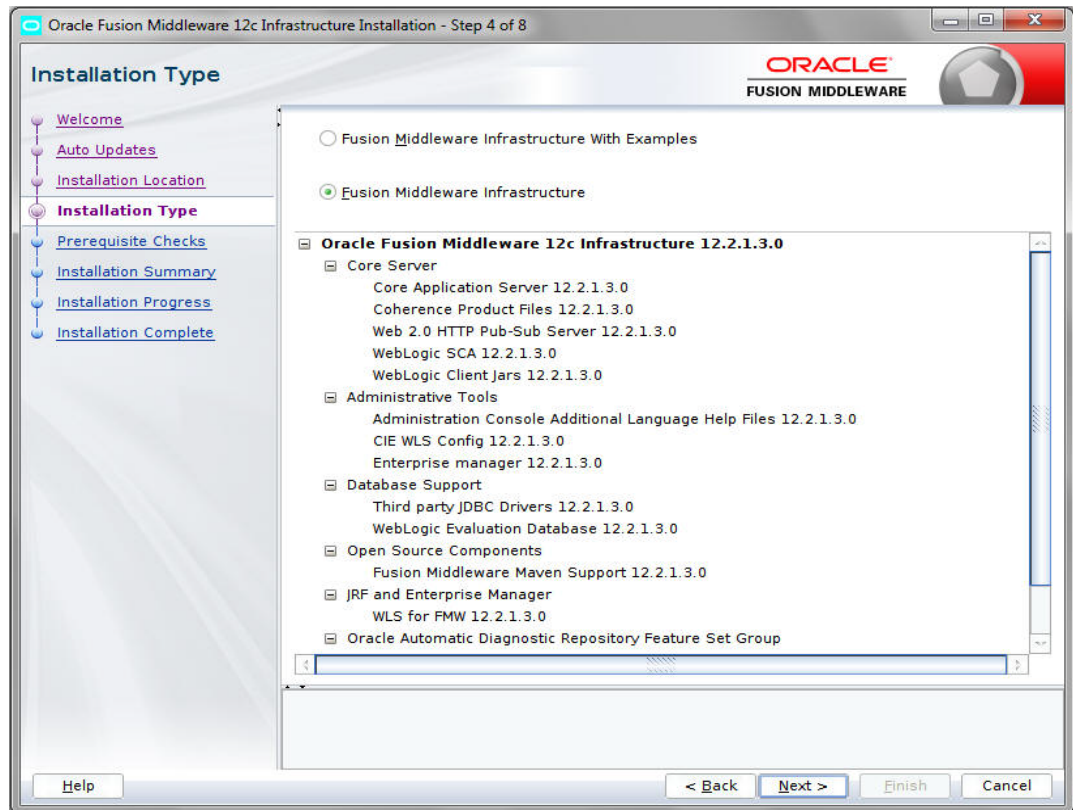 Oracle Fusion Middleware 12c Infrastructure Installation - Step 4 of 8
Installation Type
ORACLE
FUSION MIDDLEWARE
Welcome
Auto Updates
Installation Location
Installation Type
Prerequisite Checks
Installation Summary
Installation Progress
Installation Complete
Fusion Middleware Infrastructure With Examples
Fusion Middleware Infrastructure
Oracle Fusion Middleware 12c Infrastructure 12.2.1.3.0
Core Server
Core Application Server 12.2.1.3.0
Coherence Product Files 12.2.1.3.0
Web 2.0 HTTP Pub-Sub Server 12.2.1.3.0
WebLogic SCA 12.2.1.3.0
WebLogic Client Jars 12.2.1.3.0
Administrative Tools
Administration Console Additional Language Help Files 12.2.1.3.0
CIE WLS Config 12.2.1.3.0
Enterprise manager 12.2.1.3.0
Database Support
Third party JDBC Drivers 12.2.1.3.0
WebLogic Evaluation Database 12.2.1.3.0
Open Source Components
Fusion Middleware Maven Support 12.2.1.3.0
JRF and Enterprise Manager
WLS for FMW 12.2.1.3.0
Oracle Automatic Diagnostic Repository Feature Set Group
Help
< Back
Next >
Finish
Cancel